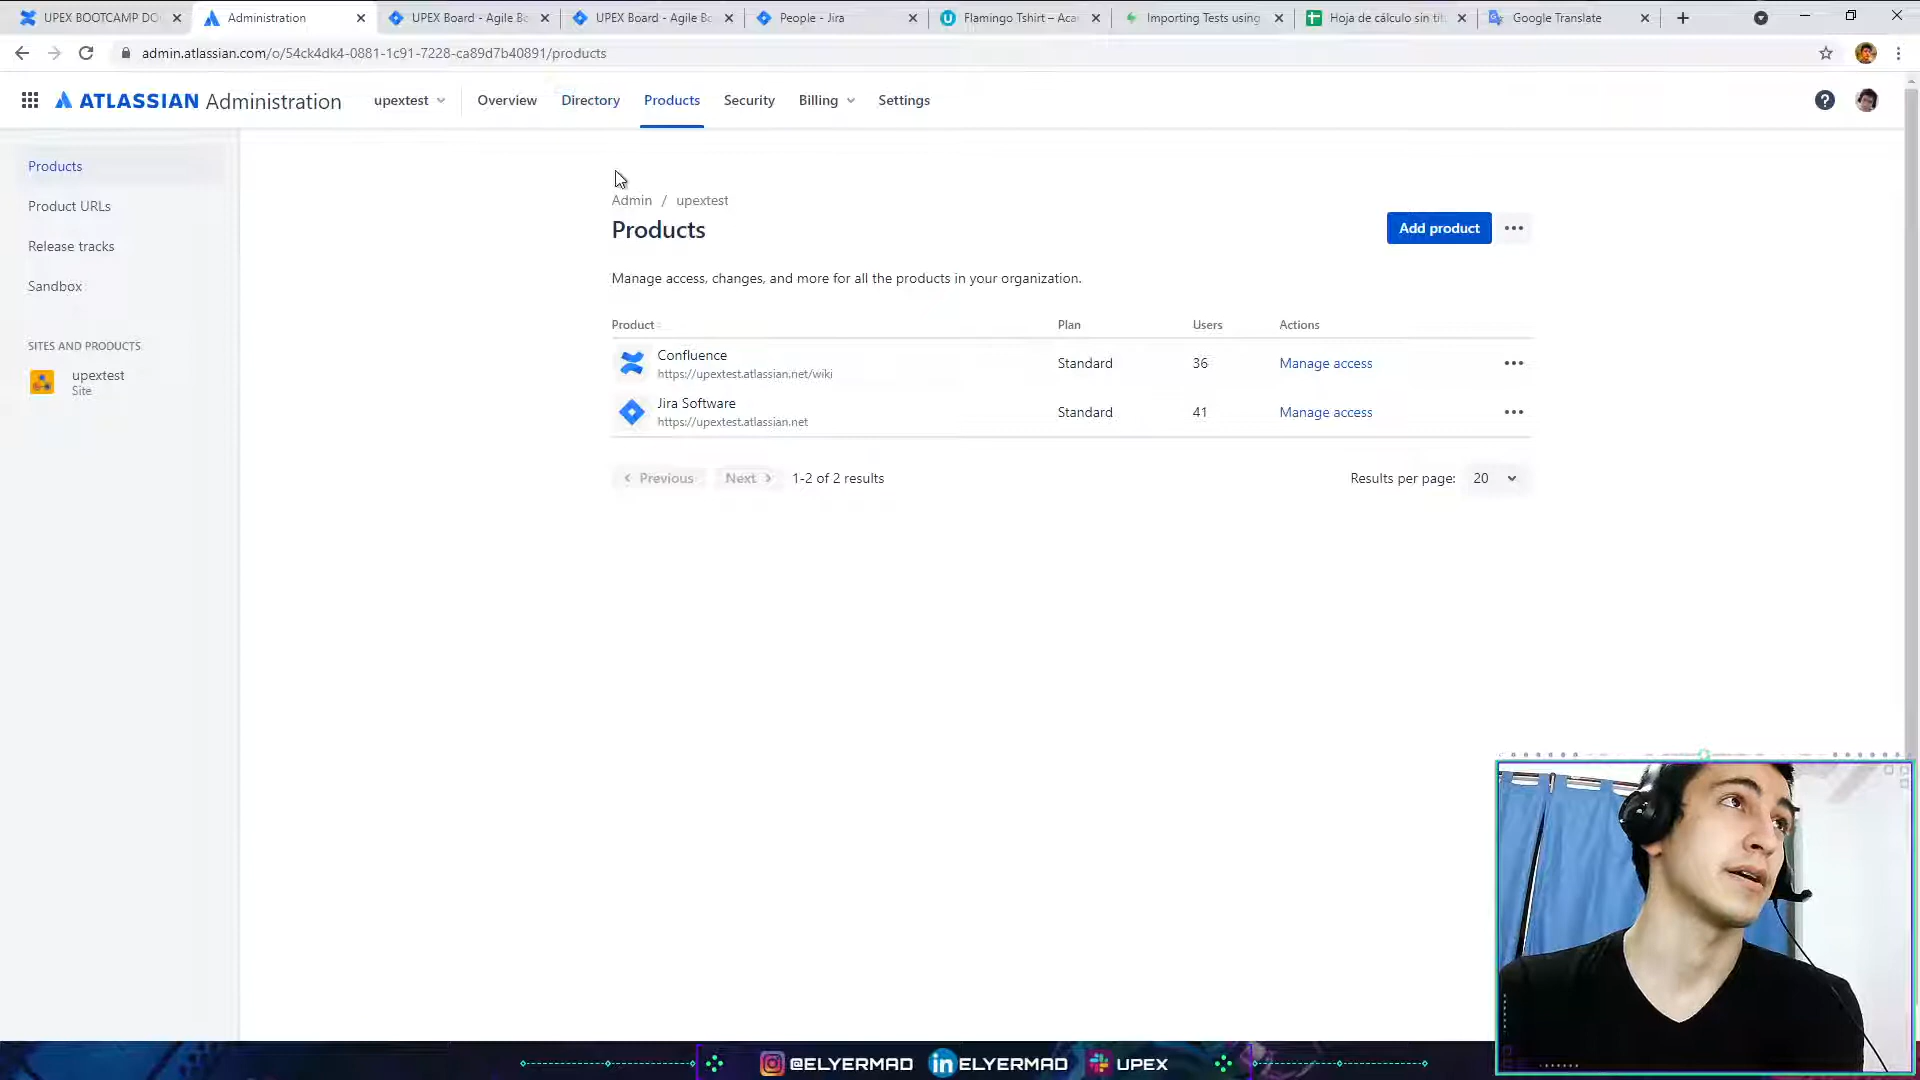 UPEX BOOTCAMP DO
Administration
UPEX Board - Agile Bo
UPEX Board - Agile Bo
People - Jira
Flamingo Tshirt – Aca
Importing Tests using
Hoja de cálculo sin tít
Google Translate
admin.atlassian.com/o/54ck4dk4-0881-1c91-7228-ca89d7b40891/products
ATLASSIAN Administration
upextest
Overview
Directory
Products
Security
Billing
Settings
Products
Product URLs
Release tracks
Sandbox
SITES AND PRODUCTS
upextest
Site
Admin / upextest
Products
Add product
Manage access, changes, and more for all the products in your organization.
Product Plan Users Actions
Confluence
https://upextest.atlassian.net/wiki
Standard 36 Manage access
Jira Software
https://upextest.atlassian.net
Standard 41 Manage access
Previous Next 1-2 of 2 results
Results per page: 20
@ELYERMAD
in ELYERMAD
UPEX